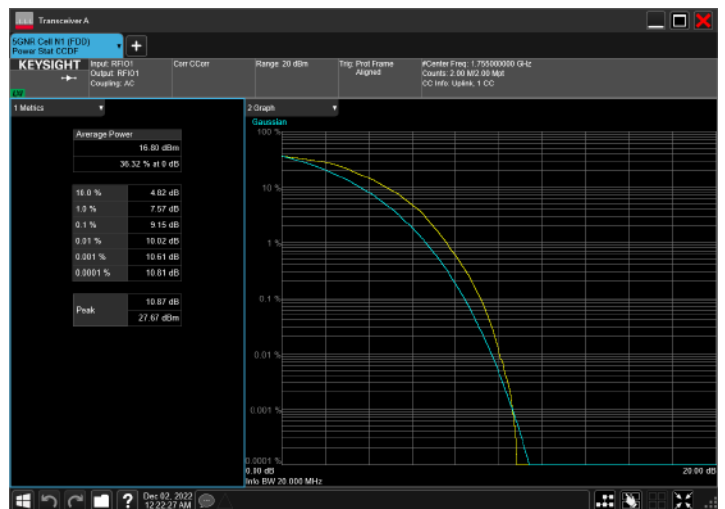 Transceiver A
5GNR Cell N1 (FDD)
Power Stat CCDF
KEYSIGHT
Input: RFIO1
Output: RFIO1
Coupling: AC
Corr CCorr
Range: 20 dBm
Trig: Prot Frame
Aligned
#Center Freq: 1.755000000 GHz
Counts: 2.00 M/2.00 Mpt
CC Info: Uplink, 1 CC
1 Metrics
Average Power
16.80 dBm
36.32 % at 0 dB
10.0 % 4.82 dB
1.0 % 7.57 dB
0.1 % 9.15 dB
0.01 % 10.02 dB
0.001 % 10.61 dB
0.0001 % 10.81 dB
Peak
10.87 dB
27.67 dBm
2 Graph
Gaussian
100 %
10 %
1 %
0.1 %
0.01 %
0.001 %
0.0001 %
0.00 dB
20.00 dB
Info BW 20.000 MHz
?
Dec 02, 2022
12:22:27 AM